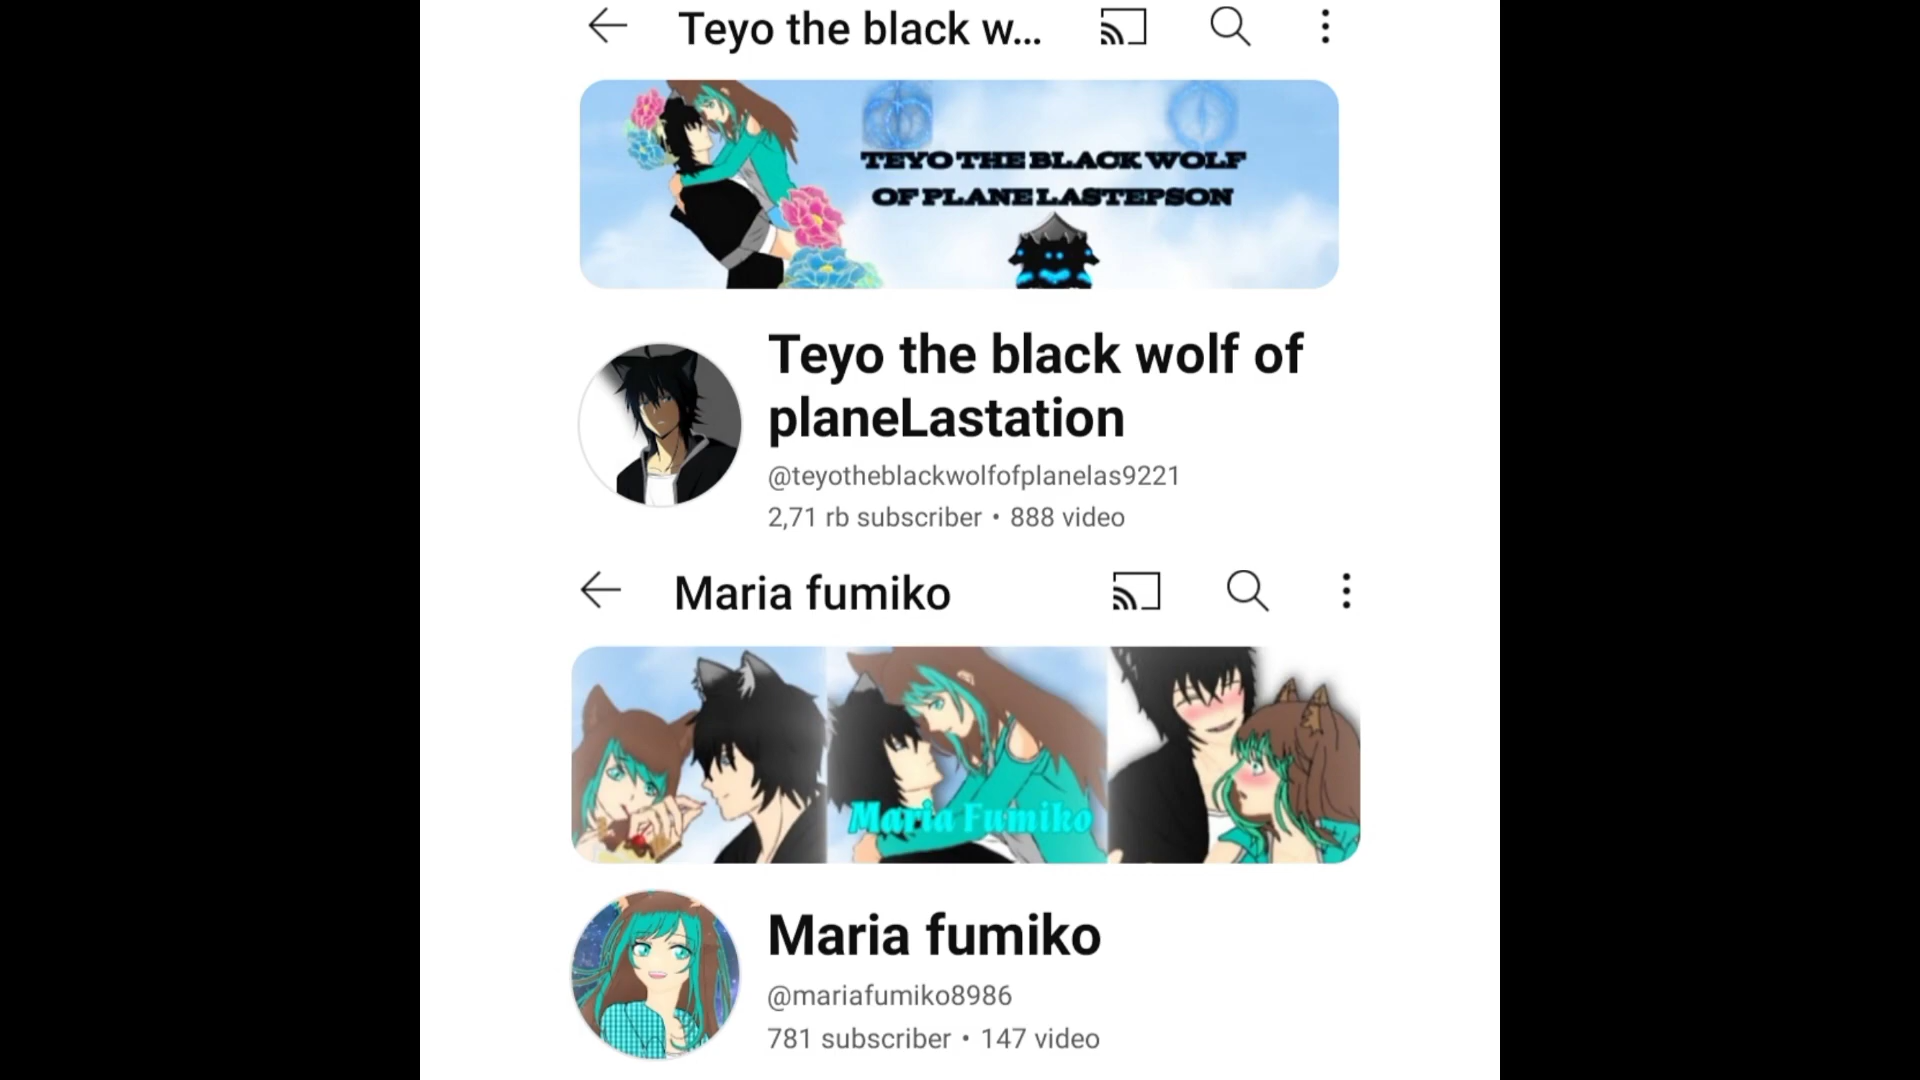 Teyo the black w...
TEYO THE BLACK WOLF
OF PLANE LASTEPSON
Teyo the black wolf of
planeLastation
@teyotheblackwolfofplanelas9221
2,71 rb subscriber • 888 video
Maria fumiko
Maria Fumiko
Maria fumiko
@mariafumiko8986
781 subscriber • 147 video